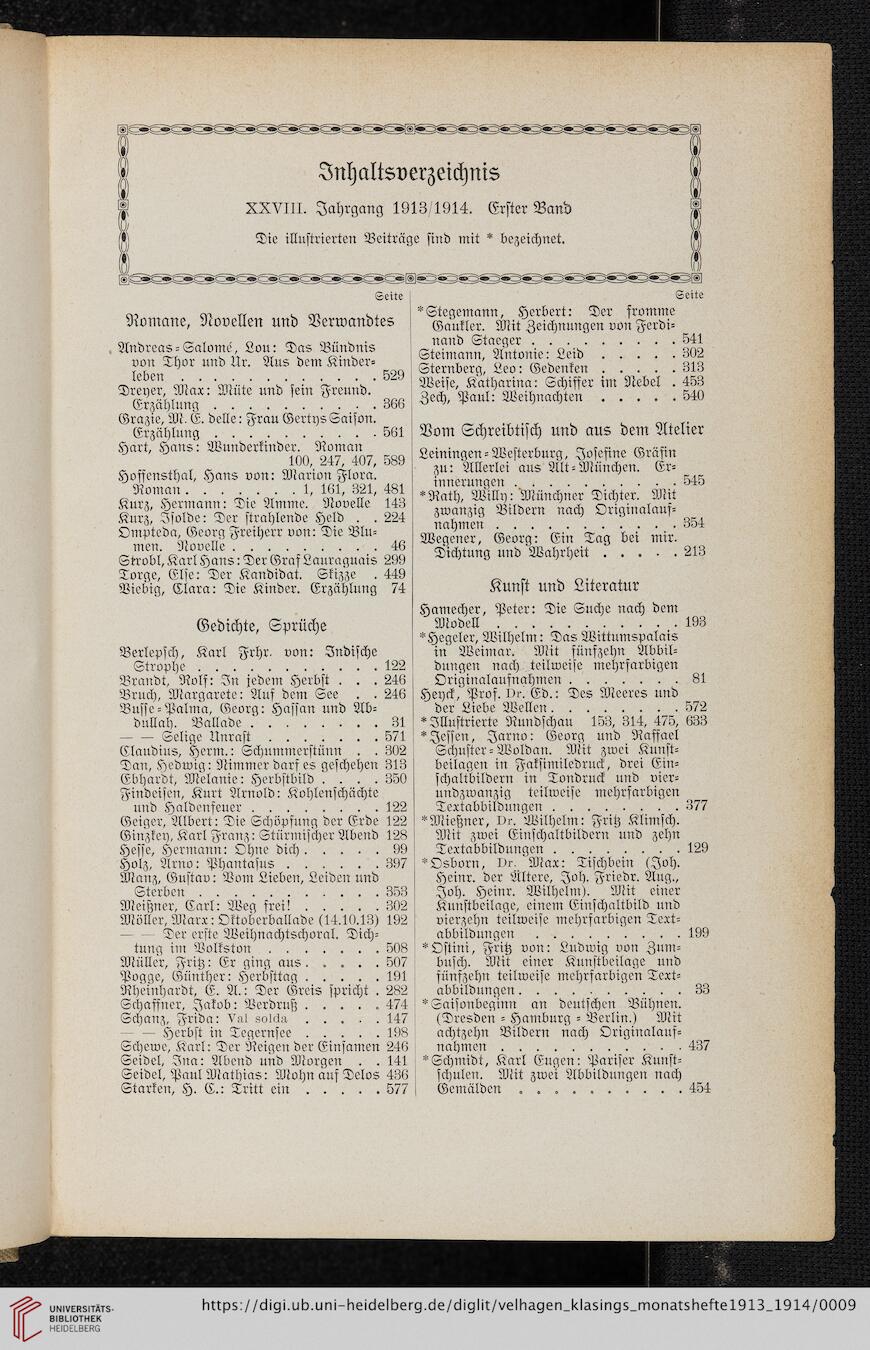 Inhaltsverzeichnis
XXVIII. Jahrgang 1913/1914. Erster Band
Die illustrierten Beiträge sind mit * bezeichnet.
Seite
Romane, Novellen und Verwandtes
Andreas-Salomé, Lou: Das Bündnis
von Thor und Ur. Aus dem Kinder-
leben . . . . . . . . . . . . 529
Dreyer, Max: Müte und sein Freund.
Erzählung . . . . . . . . . . 366
Grazie, M. E. delle: Frau Gertys Saison.
Erzählung . . . . . . . . . . 561
Hart, Hans: Wunderkinder. Roman
100, 247, 407, 589
Hoffensthal, Hans von: Marion Flora.
Roman . . . . . . . 1, 161, 321, 481
Kurz, Hermann: Die Amme. Novelle 143
Kurz, Isolde: Der strahlende Held . . 224
Ompteda, Georg Freiherr von: Die Blu-
men. Novelle . . . . . . . . . 46
Strobl, Karl Hans: Der Graf Lauraguais 299
Torge, Else: Der Kandidat. Skizze . 449
Viebig, Clara: Die Kinder. Erzählung 74
Gedichte, Sprüche
Berlepsch, Karl Frhr. von: Indische
Strophe . . . . . . . . . . . 122
Brandt, Rolf: In jedem Herbst . . . 246
Bruch, Margarete: Auf dem See . . 246
Busse-Palma, Georg: Hassan und Ab-
dullah. Ballade . . . . . . . . 31
— — Selige Unrast . . . . . . . 571
Claudius, Herm.: Schummerstünn . . 302
Dan, Hedwig: Nimmer darf es geschehen 313
Ebhardt, Melanie: Herbstbild . . . . 350
Findeisen, Kurt Arnold: Kohlenschächte
und Haldenfeuer . . . . . . . . 122
Geiger, Albert: Die Schöpfung der Erde 122
Ginzkey, Karl Franz: Stürmischer Abend 128
Hesse, Hermann: Ohne dich . . . . . 99
Holz, Arno: Phantasus . . . . . . 397
Manz, Gustav: Vom Lieben, Leiden und
Sterben . . . . . . . . . . . 353
Meißner, Carl: Weg frei! . . . . . 302
Möller, Marx: Oktoberballade (14.10.13) 192
— — Der erste Weihnachtschoral. Dich-
tung im Volkston . . . . . . . 508
Müller, Fritz: Er ging aus . . . . . 507
Pogge, Günther: Herbsttag . . . . . 191
Rheinhardt, E. A.: Der Greis spricht . 282
Schaffner, Jakob: Verdruß . . . . . 474
Schanz, Frida: Val solda . . . . . 147
— — Herbst in Tegernsee . . . . . 198
Schewe, Karl: Der Reigen der Einsamen 246
Seidel, Ina: Abend und Morgen . . 141
Seidel, Paul Mathias: Mohn auf Delos 436
Starken, H. C.: Tritt ein . . . . . 577
Seite
*Stegemann, Herbert: Der fromme
Gaukler. Mit Zeichnungen von Ferdi-
nand Staeger . . . . . . . . . 541
Steimann, Antonie: Leid . . . . . 302
Sternberg, Leo: Gedenken . . . . . 313
Weise, Katharina: Schiffer im Nebel . 453
Zech, Paul: Weihnachten . . . . . 540
Vom Schreibtisch und aus dem Atelier
Leiningen-Westerburg, Josefine Gräfin
zu: Allerlei aus Alt-München. Er-
innerungen . . . . . . . . . . 545
*Rath, Willy: Münchner Dichter. Mit
zwanzig Bildern nach Originalauf-
nahmen . . . . . . . . . . . 354
Wegener, Georg: Ein Tag bei mir.
Dichtung und Wahrheit . . . . . 213
Kunst und Literatur
Hamecher, Peter: Die Suche nach dem
Modell . . . . . . . . . . . 193
*Hegeler, Wilhelm: Das Wittumspalais
in Weimar. Mit fünfzehn Abbil-
dungen nach teilweise mehrfarbigen
Originalaufnahmen . . . . . . . 81
Heyck, Prof. Dr. Ed.: Des Meeres und
der Liebe Wellen . . . . . . . . 572
*Illustrierte Rundschau 153, 314, 475, 633
*Jessen, Jarno: Georg und Raffael
Schuster-Woldan. Mit zwei Kunst-
beilagen in Faksimiledruck, drei Ein-
schaltbildern in Tondruck und vier-
undzwanzig teilweise mehrfarbigen
Textabbildungen . . . . . . . . 377
*Mießner, Dr. Wilhelm: Fritz Klimsch.
Mit zwei Einschaltbildern und zehn
Textabbildungen . . . . . . . . 129
*Osborn, Dr. Max: Tischbein (Joh.
Heinr. der Ältere, Joh. Friedr. Aug.,
Joh. Heinr. Wilhelm). Mit einer
Kunstbeilage, einem Einschaltbild und
vierzehn teilweise mehrfarbigen Text-
abbildungen . . . . . . . . . 199
*Ostini, Fritz von: Ludwig von Zum-
busch. Mit einer Kunstbeilage und
fünfzehn teilweise mehrfarbigen Text-
abbildungen . . . . . . . . . . 33
*Saisonbeginn an deutschen Bühnen.
(Dresden - Hamburg - Berlin.) Mit
achtzehn Bildern nach Originalauf-
nahmen . . . . . . . . . . . 437
*Schmidt, Karl Eugen: Pariser Kunst-
schulen. Mit zwei Abbildungen nach
Gemälden . . . . . . . . . . 454
UNIVERSITÄTS-
BIBLIOTHEK
HEIDELBERG
https://digi.ub.uni-heidelberg.de/diglit/velhagen_klasings_monatshefte1913_1914/0009